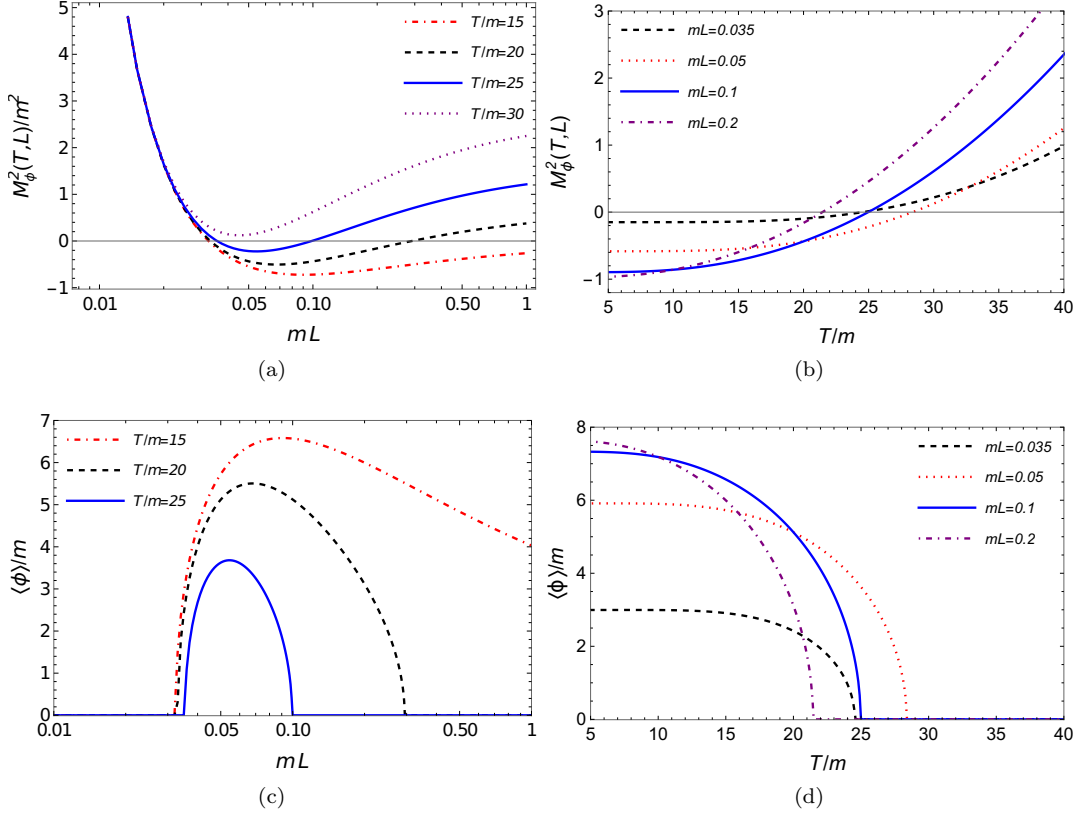 T/m=15
T/m=20
T/m=25
T/m=30
M²ϕ(T,L)/m²
5
4
3
2
1
0
−1
0.01
0.05
0.10
0.50
1
m L
(a)
mL=0.035
mL=0.05
mL=0.1
mL=0.2
M²ϕ(T,L)
3
2
1
0
−1
5
10
15
20
25
30
35
40
T/m
(b)
T/m=15
T/m=20
T/m=25
⟨ϕ⟩/m
7
6
5
4
3
2
1
0
0.01
0.05
0.10
0.50
1
m L
(c)
mL=0.035
mL=0.05
mL=0.1
mL=0.2
⟨ϕ⟩/m
8
6
4
2
0
5
10
15
20
25
30
35
40
T/m
(d)